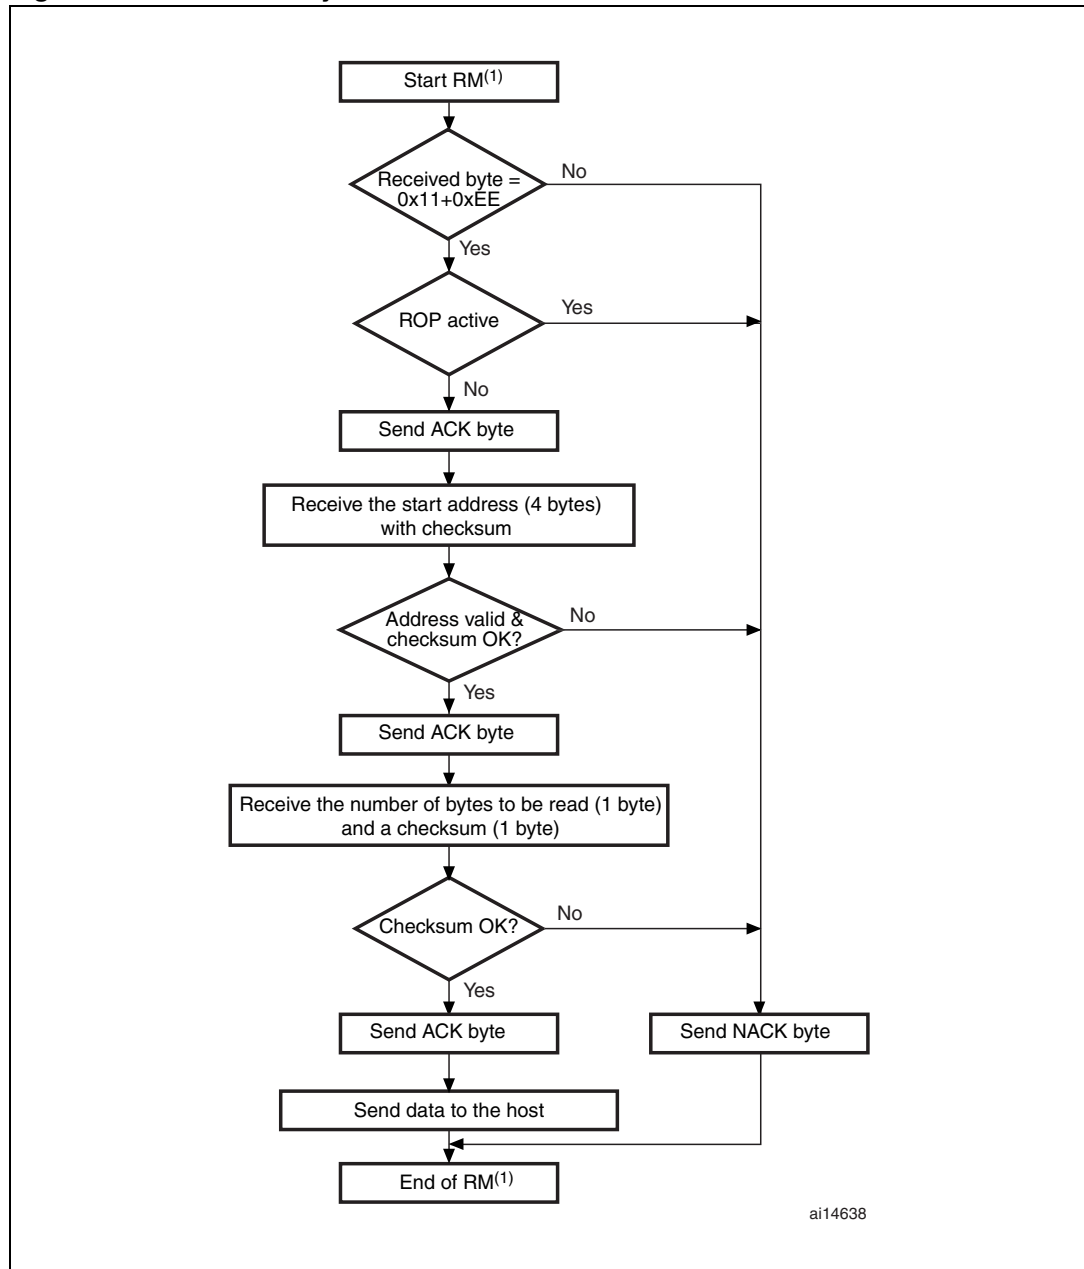 Start RM(1)
Received byte =
0x11+0xEE
No
Yes
ROP active
Yes
No
Send ACK byte
Receive the start address (4 bytes)
with checksum
Address valid &
checksum OK?
No
Yes
Send ACK byte
Receive the number of bytes to be read (1 byte)
and a checksum (1 byte)
Checksum OK?
No
Yes
Send ACK byte
Send NACK byte
Send data to the host
End of RM(1)
ai14638